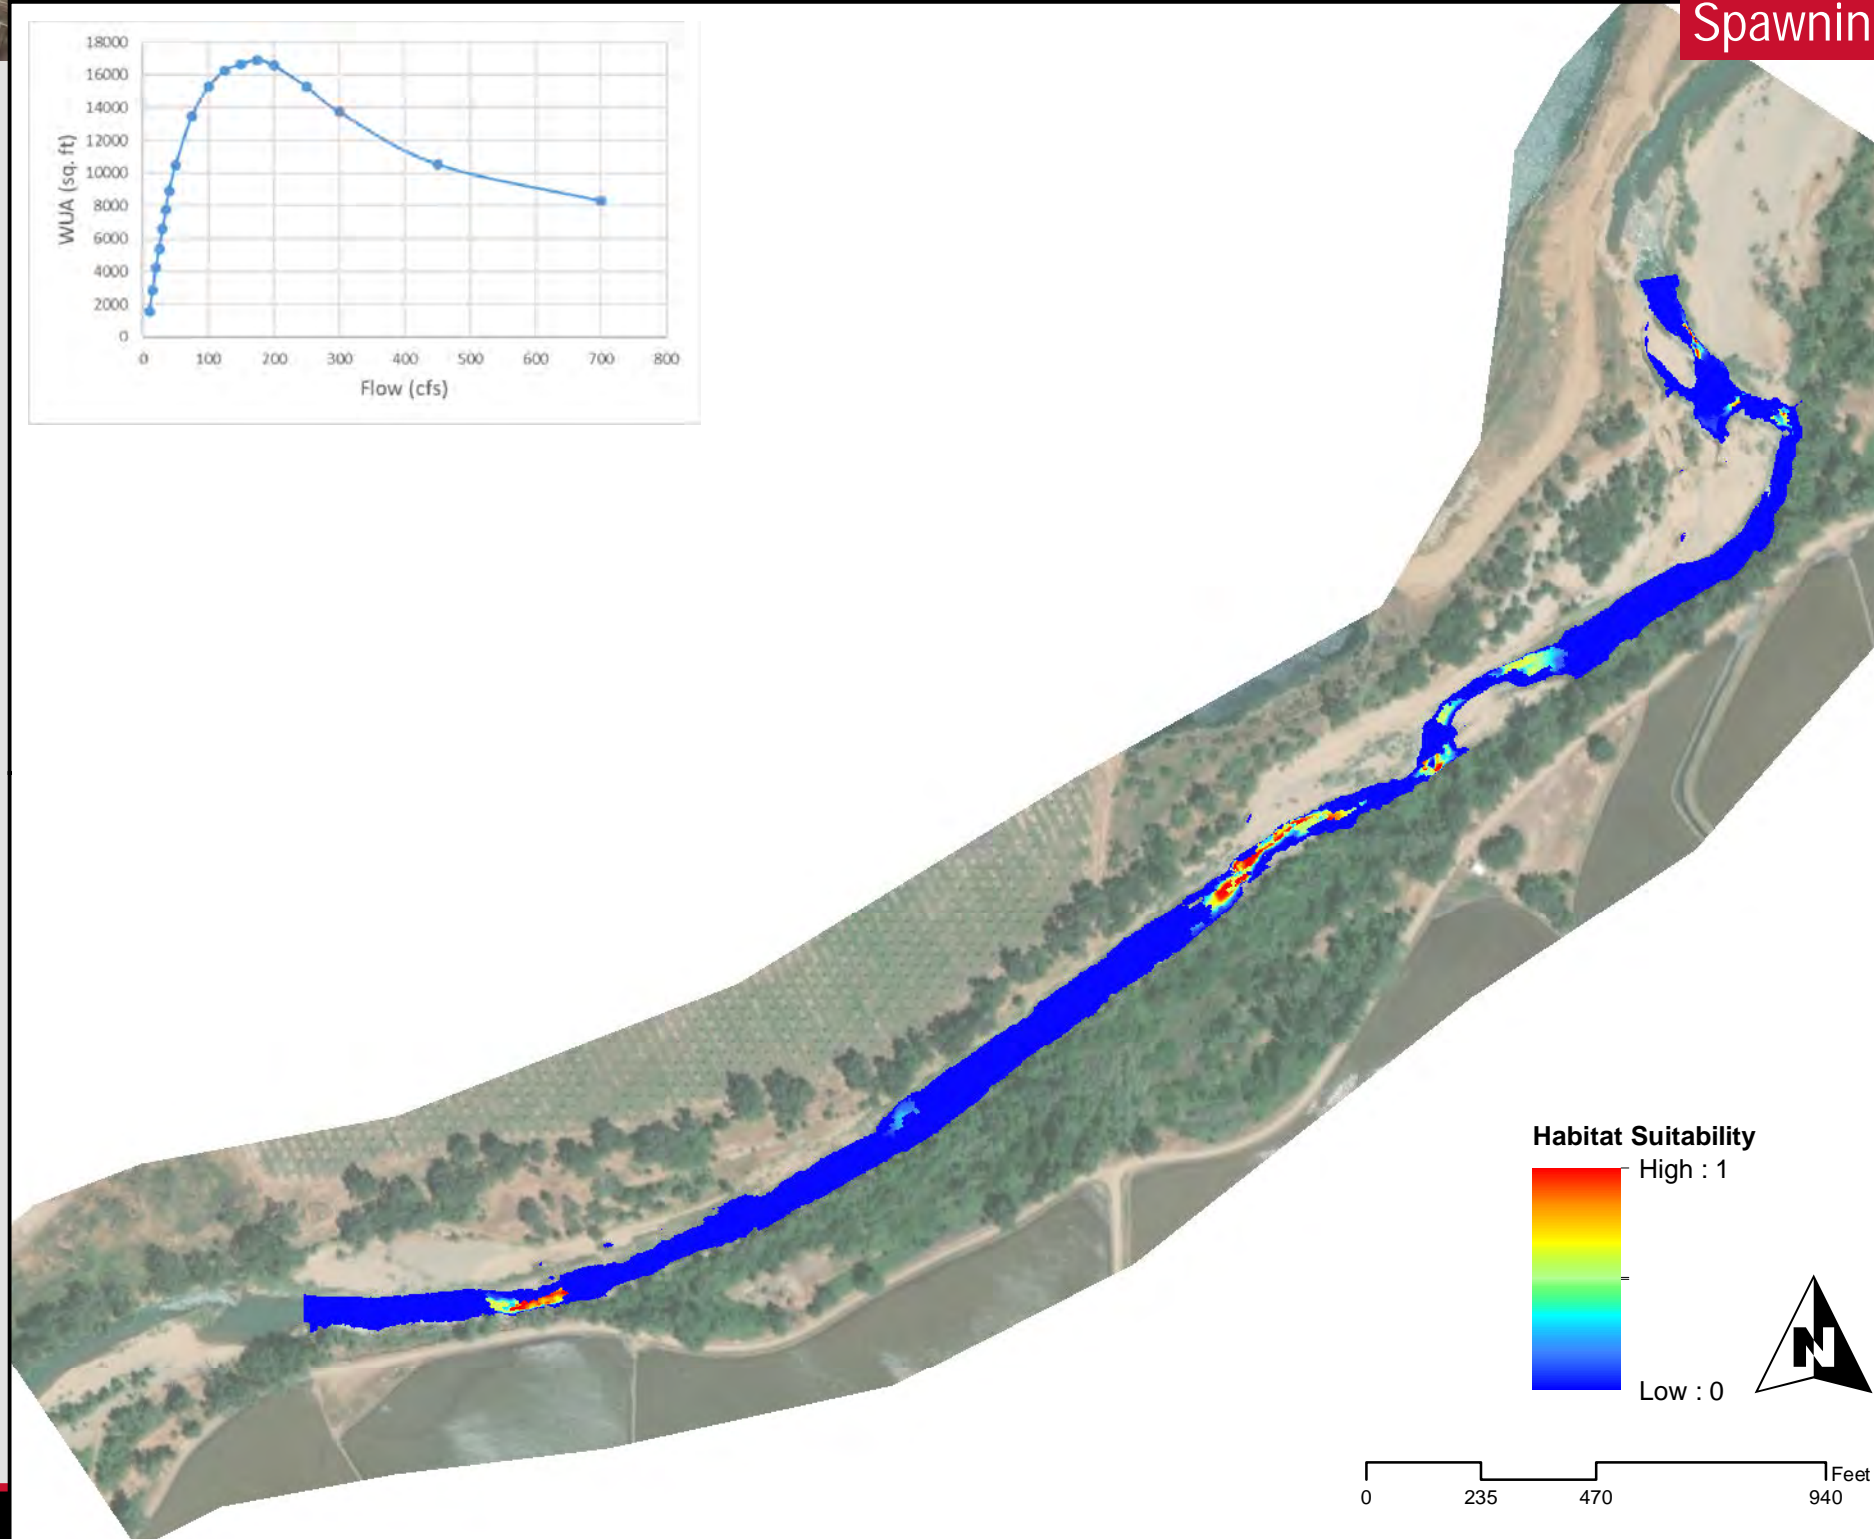 Spawnin
18000
16000
14000
12000
10000
8000
6000
4000
2000
0
WUA (sq. ft)
0 100 200 300 400 500 600 700 800
Flow (cfs)
Habitat Suitability
High : 1
Low : 0
N
Feet
0 235 470 940